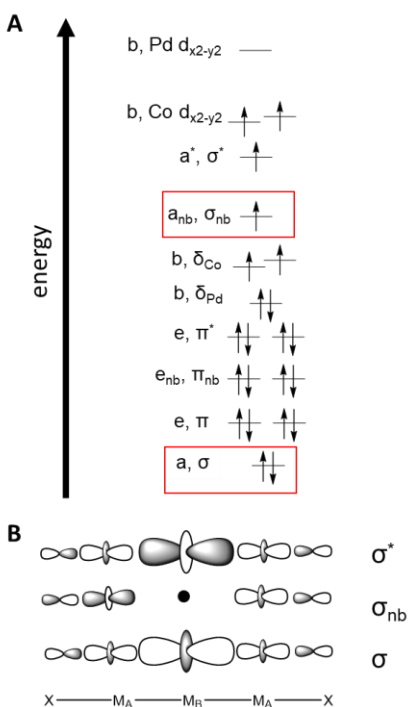 A
energy
b, Pd dx2-y2
b, Co dx2-y2
a*, σ*
anb, σnb
b, δCo
b, δPd
e, π*
enb, πnb
e, π
a, σ
B
σ*
σnb
σ
X MA MB MA X